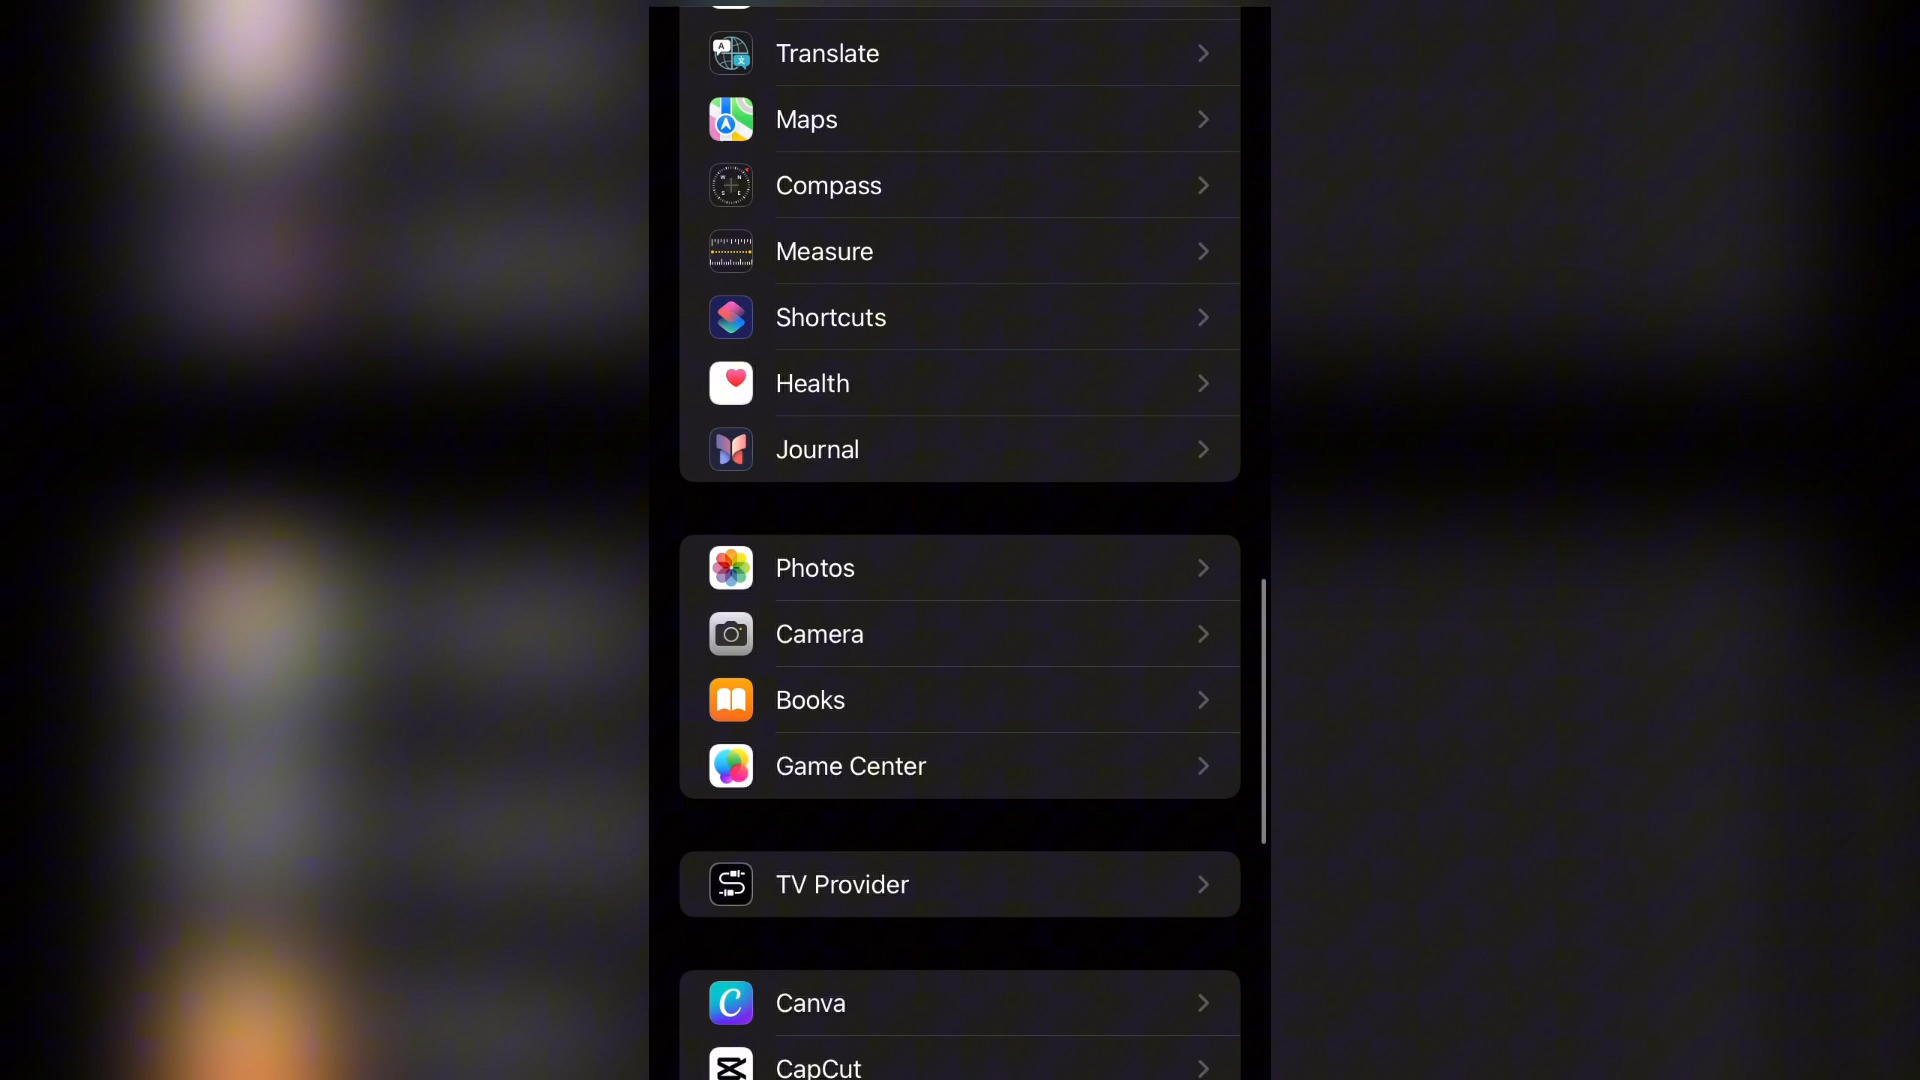 Translate
Maps
Compass
Measure
Shortcuts
Health
Journal
Photos
Camera
Books
Game Center
TV Provider
Canva
CapCut